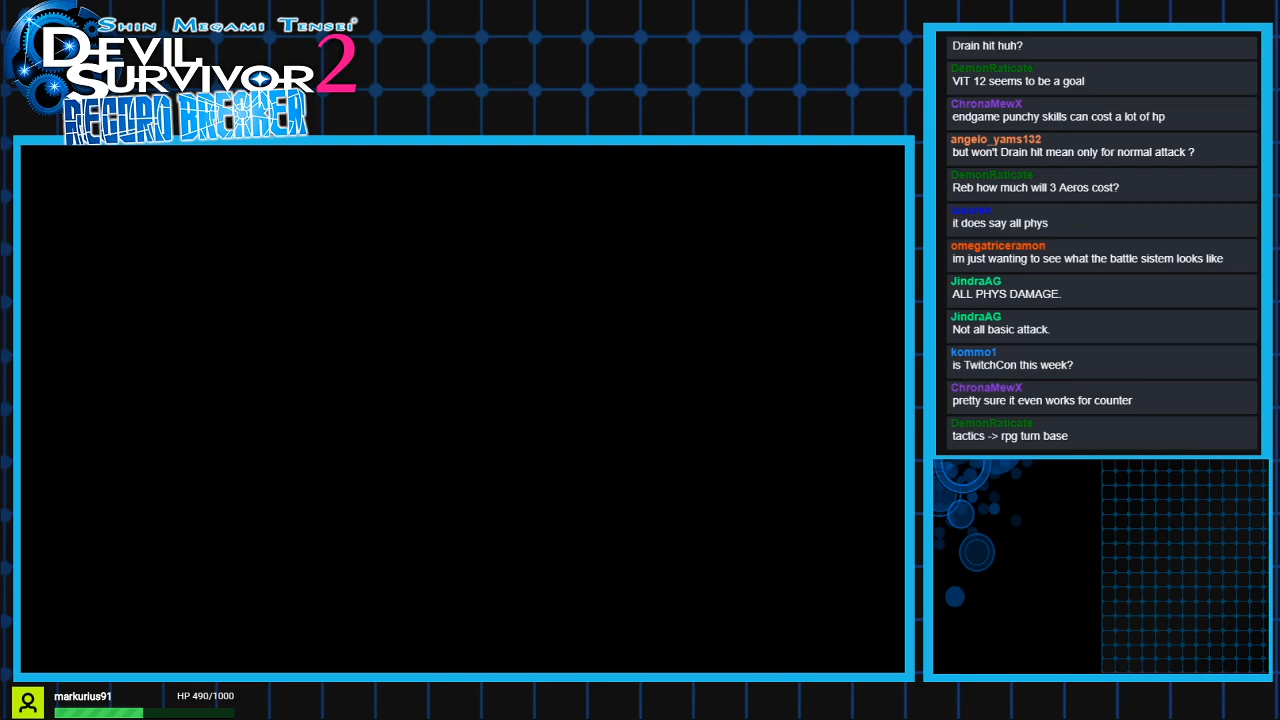 SHIN MEGAMI TENSEI®
DEVIL
SURVIVOR 2
RECORD BREAKER
Drain hit huh?
DemonRaticate
VIT 12 seems to be a goal
ChronaMewX
endgame punchy skills can cost a lot of hp
angelo_yams132
but won't Drain hit mean only for normal attack ?
DemonRaticate
Reb how much will 3 Aeros cost?
it does say all phys
omegatriceramon
im just wanting to see what the battle sistem looks like
JindraAG
ALL PHYS DAMAGE.
JindraAG
Not all basic attack.
kommo1
is TwitchCon this week?
ChronaMewX
pretty sure it even works for counter
DemonRaticate
tactics -> rpg turn base
markurius91
HP 490/1000